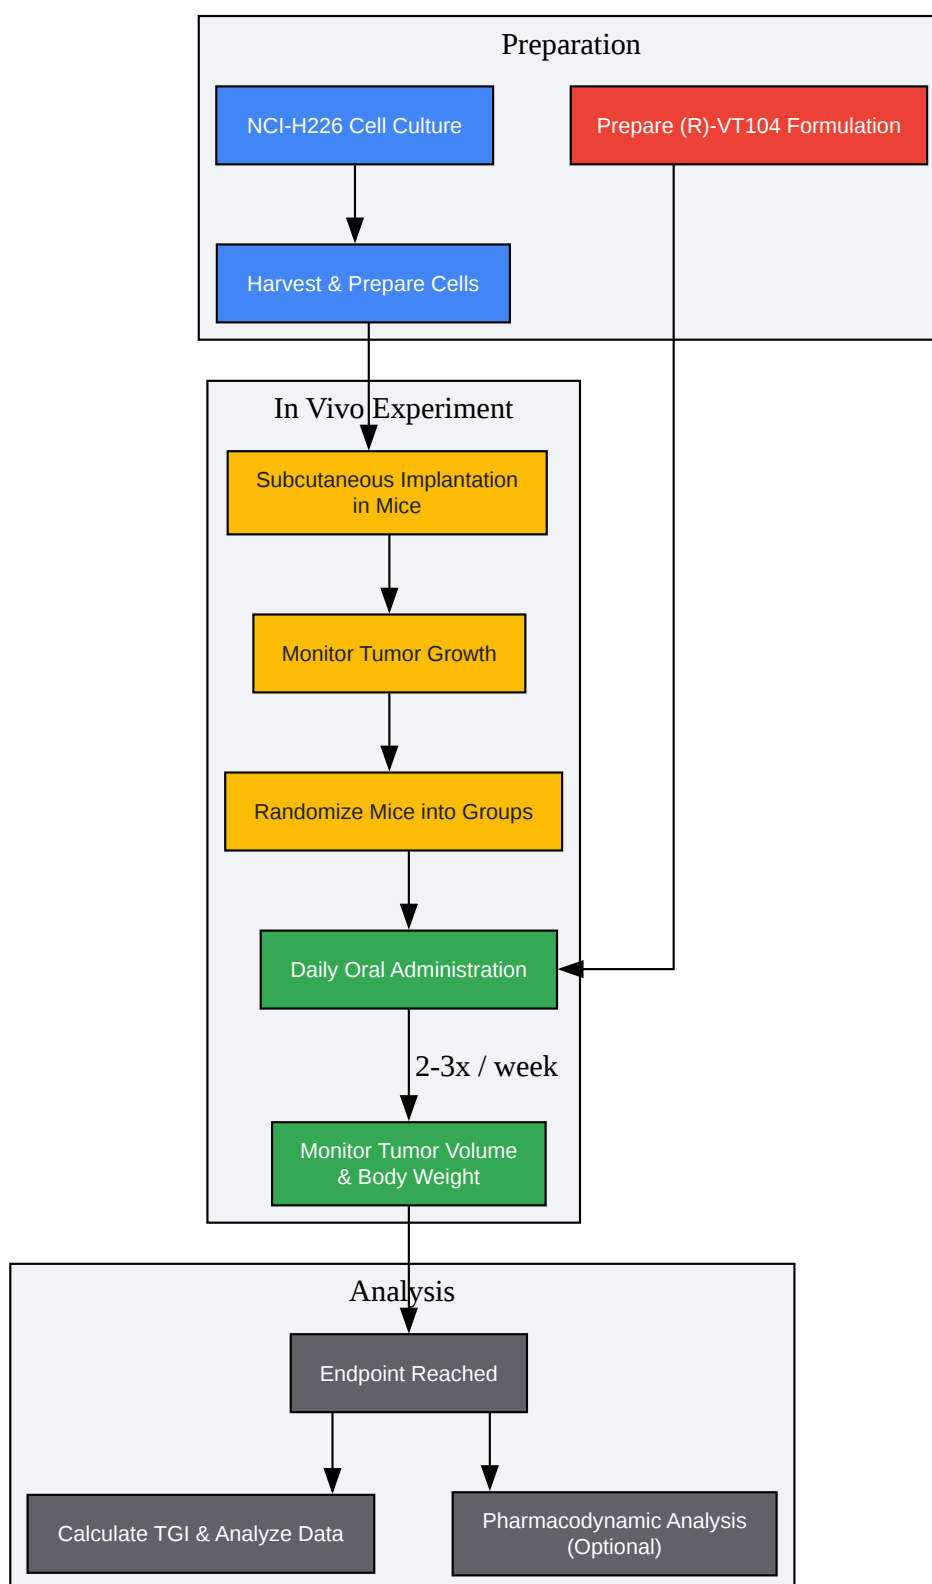 Preparation
NCI-H226 Cell Culture
Prepare (R)-VT104 Formulation
Harvest & Prepare Cells
In Vivo Experiment
Subcutaneous Implantation
in Mice
Monitor Tumor Growth
Randomize Mice into Groups
Daily Oral Administration
2-3x / week
Monitor Tumor Volume
& Body Weight
Analysis
Endpoint Reached
Calculate TGI & Analyze Data
Pharmacodynamic Analysis
(Optional)